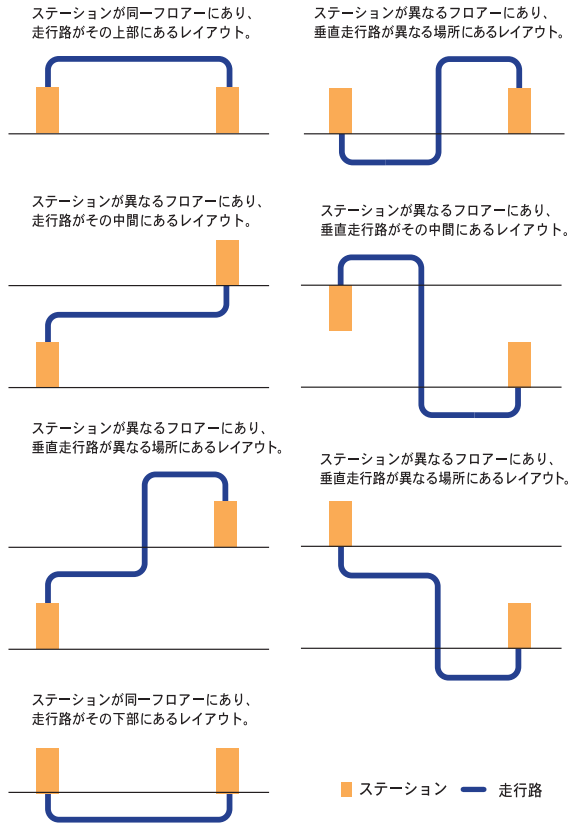 ステーションが同一フロアーにあり、
走行路がその上部にあるレイアウト。
ステーションが異なるフロアーにあり、
垂直走行路が異なる場所にあるレイアウト。
ステーションが異なるフロアーにあり、
走行路がその中間にあるレイアウト。
ステーションが異なるフロアーにあり、
垂直走行路がその中間にあるレイアウト。
ステーションが異なるフロアーにあり、
垂直走行路が異なる場所にあるレイアウト。
ステーションが異なるフロアーにあり、
垂直走行路が異なる場所にあるレイアウト。
ステーションが同一フロアーにあり、
走行路がその下部にあるレイアウト。
ステーション 走行路